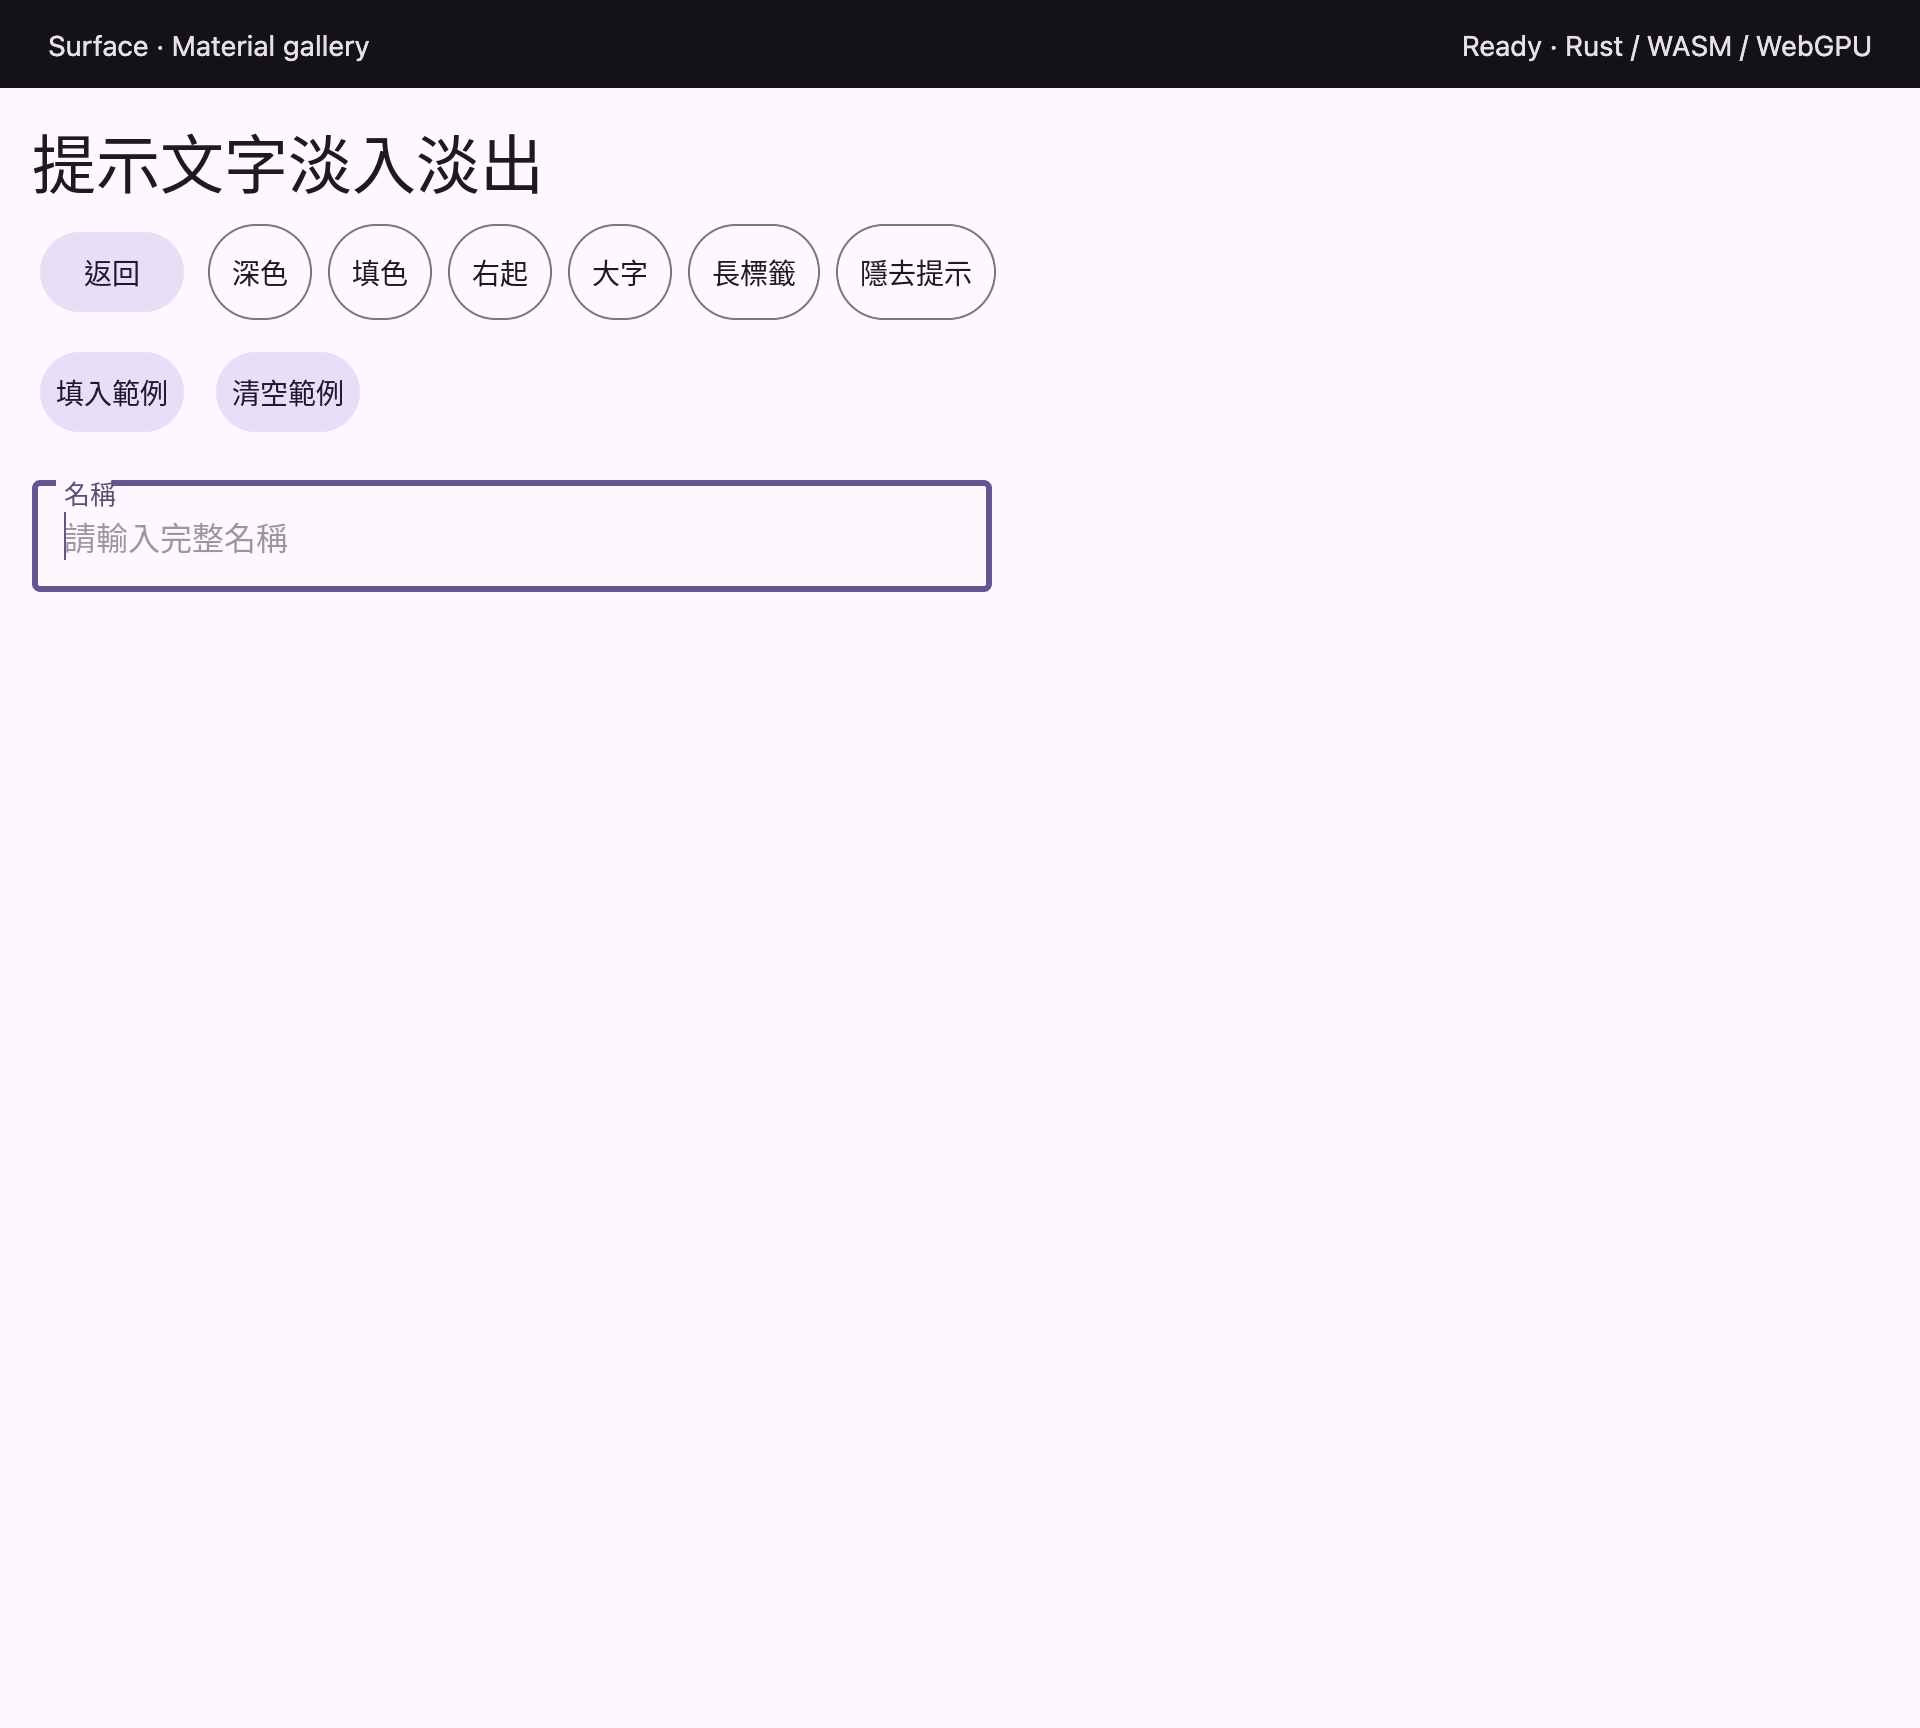 Surface · Material gallery
Ready · Rust / WASM / WebGPU
提示文字淡入淡出
返回 深色 填色 右起 大字 長標籤 隱去提示
填入範例 清空範例
名稱
請輸入完整名稱